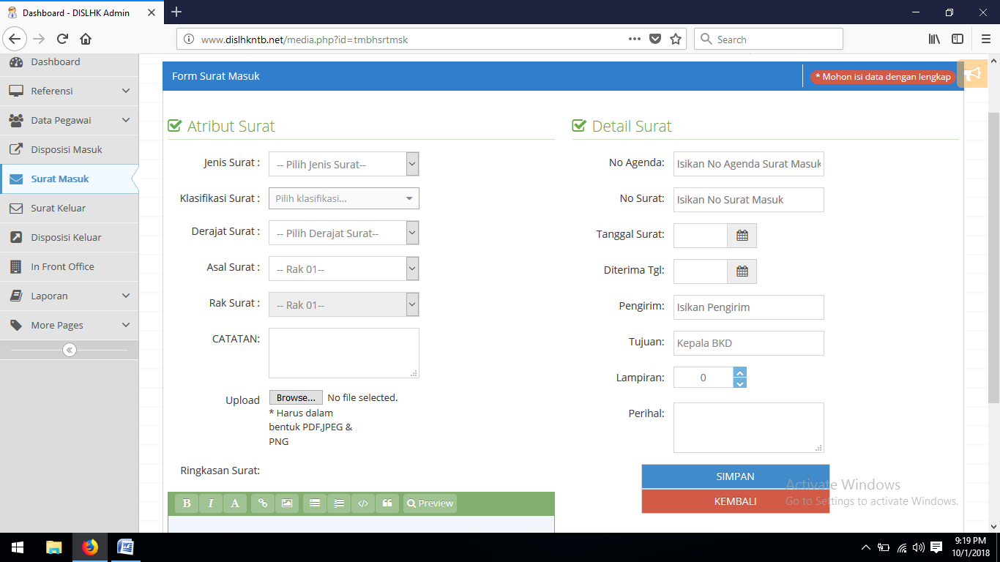 Dashboard - DISLHK Admin
www.dislhkntb.net/media.php?id=tmbhsrtmsk
Search
Dashboard
Referensi
Data Pegawai
Disposisi Masuk
Surat Masuk
Surat Keluar
Disposisi Keluar
In Front Office
Laporan
More Pages
Form Surat Masuk
* Mohon isi data dengan lengkap
Atribut Surat
Jenis Surat :
-- Pilih Jenis Surat--
Klasifikasi Surat :
Pilih klasifikasi...
Derajat Surat :
-- Pilih Derajat Surat--
Asal Surat :
-- Rak 01--
Rak Surat :
-- Rak 01--
CATATAN:
Upload
Browse...
No file selected.
* Harus dalam
bentuk PDF,JPEG &
PNG
Ringkasan Surat:
B I A
Preview
Detail Surat
No Agenda:
Isikan No Agenda Surat Masuk
No Surat:
Isikan No Surat Masuk
Tanggal Surat:
Diterima Tgl:
Pengirim:
Isikan Pengirim
Tujuan:
Kepala BKD
Lampiran:
0
Perihal:
SIMPAN
KEMBALI
Activate Windows
Go to Settings to activate Windows.
9:19 PM
10/1/2018